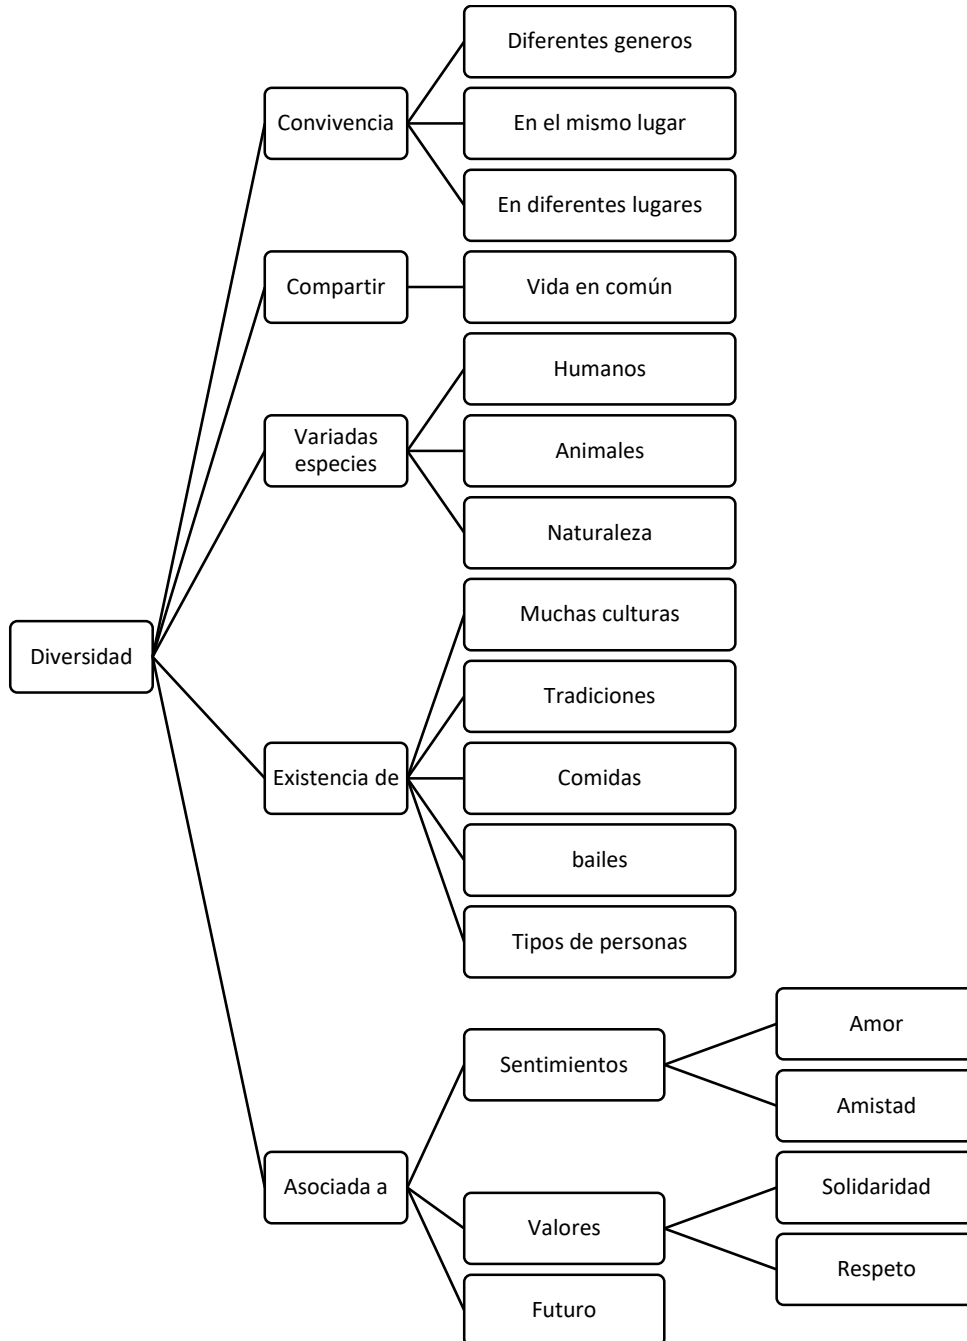 Diversidad
Convivencia
Diferentes generos
En el mismo lugar
En diferentes lugares
Compartir
Vida en común
Variadas
especies
Humanos
Animales
Naturaleza
Existencia de
Muchas culturas
Tradiciones
Comidas
bailes
Tipos de personas
Asociada a
Sentimientos
Amor
Amistad
Valores
Solidaridad
Respeto
Futuro